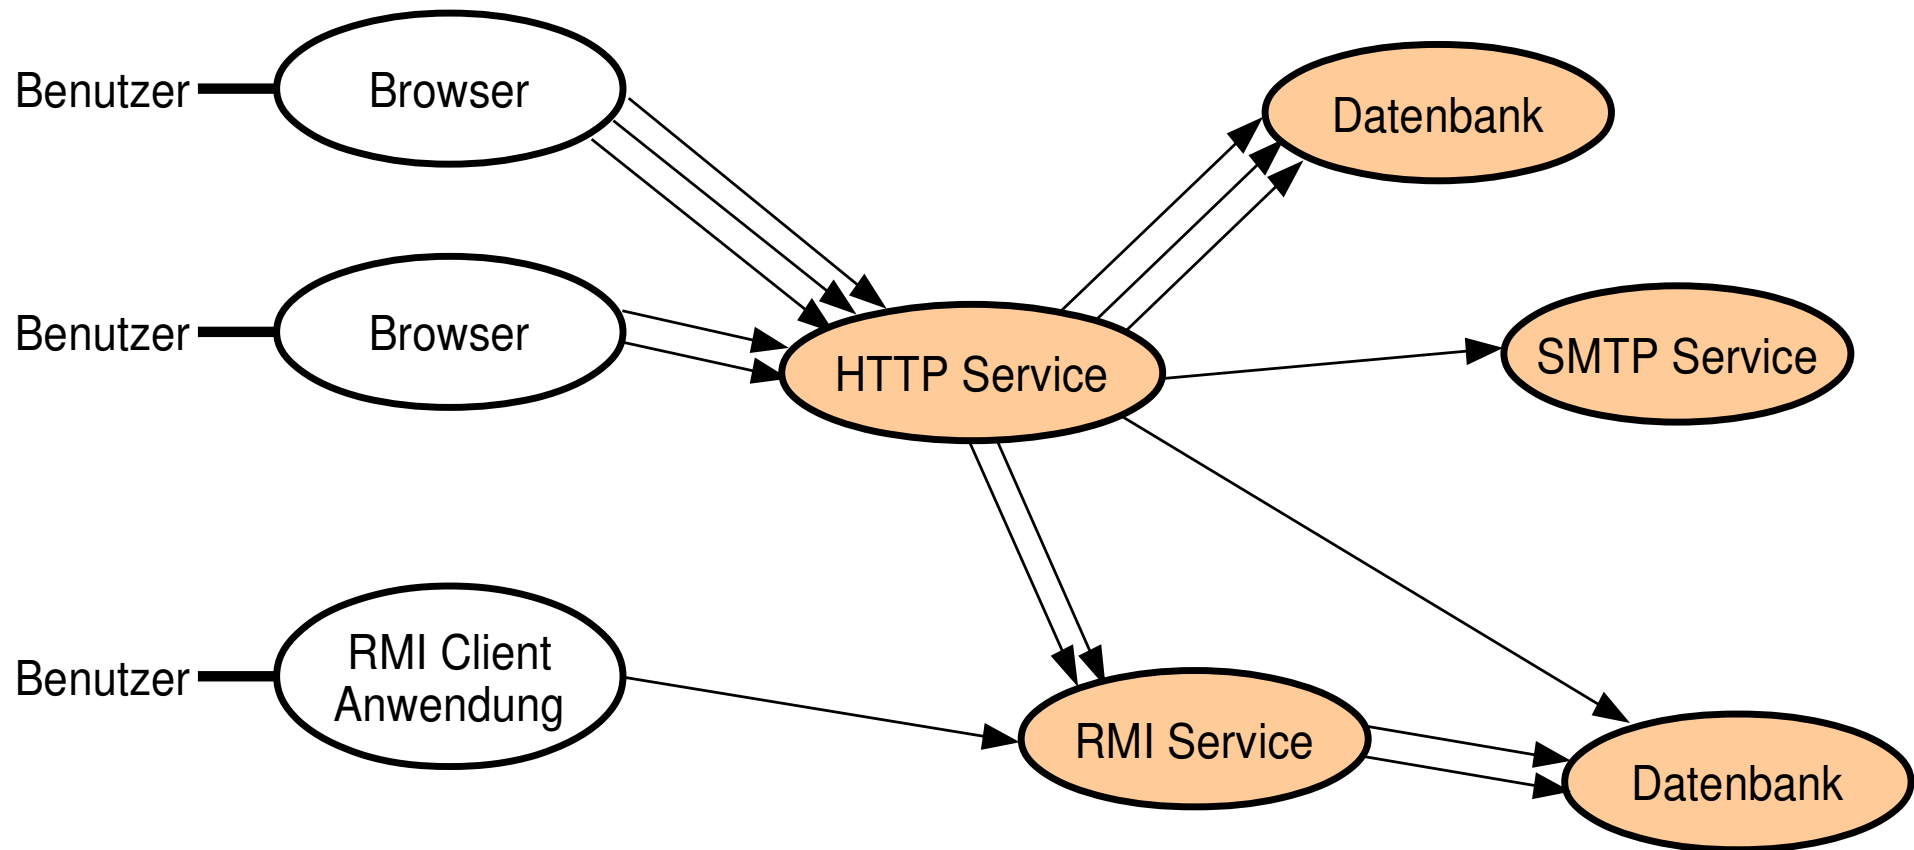 Benutzer
Browser
Datenbank
Benutzer
Browser
HTTP Service
SMTP Service
Benutzer
RMI Client
Anwendung
RMI Service
Datenbank